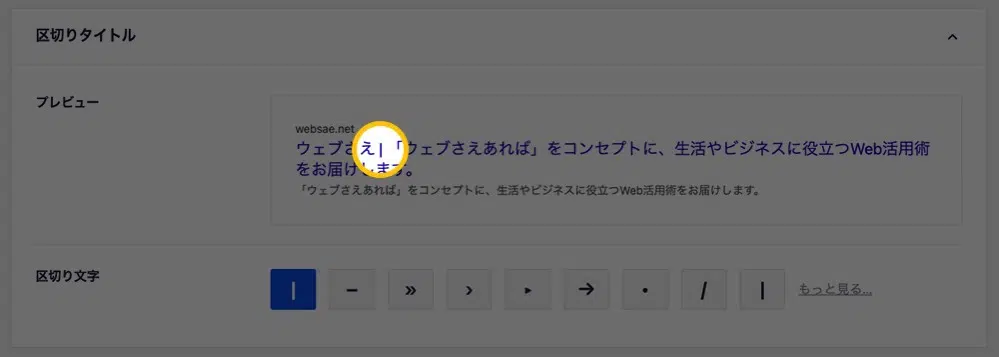 区切りタイトル
プレビュー
websae.net
ウェブさえ | 「ウェブさえあれば」をコンセプトに、生活やビジネスに役立つWeb活用術
をお届けします。
「ウェブさえあれば」をコンセプトに、生活やビジネスに役立つWeb活用術をお届けします。
区切り文字
| – » › ▸ → • / | もっと見る...